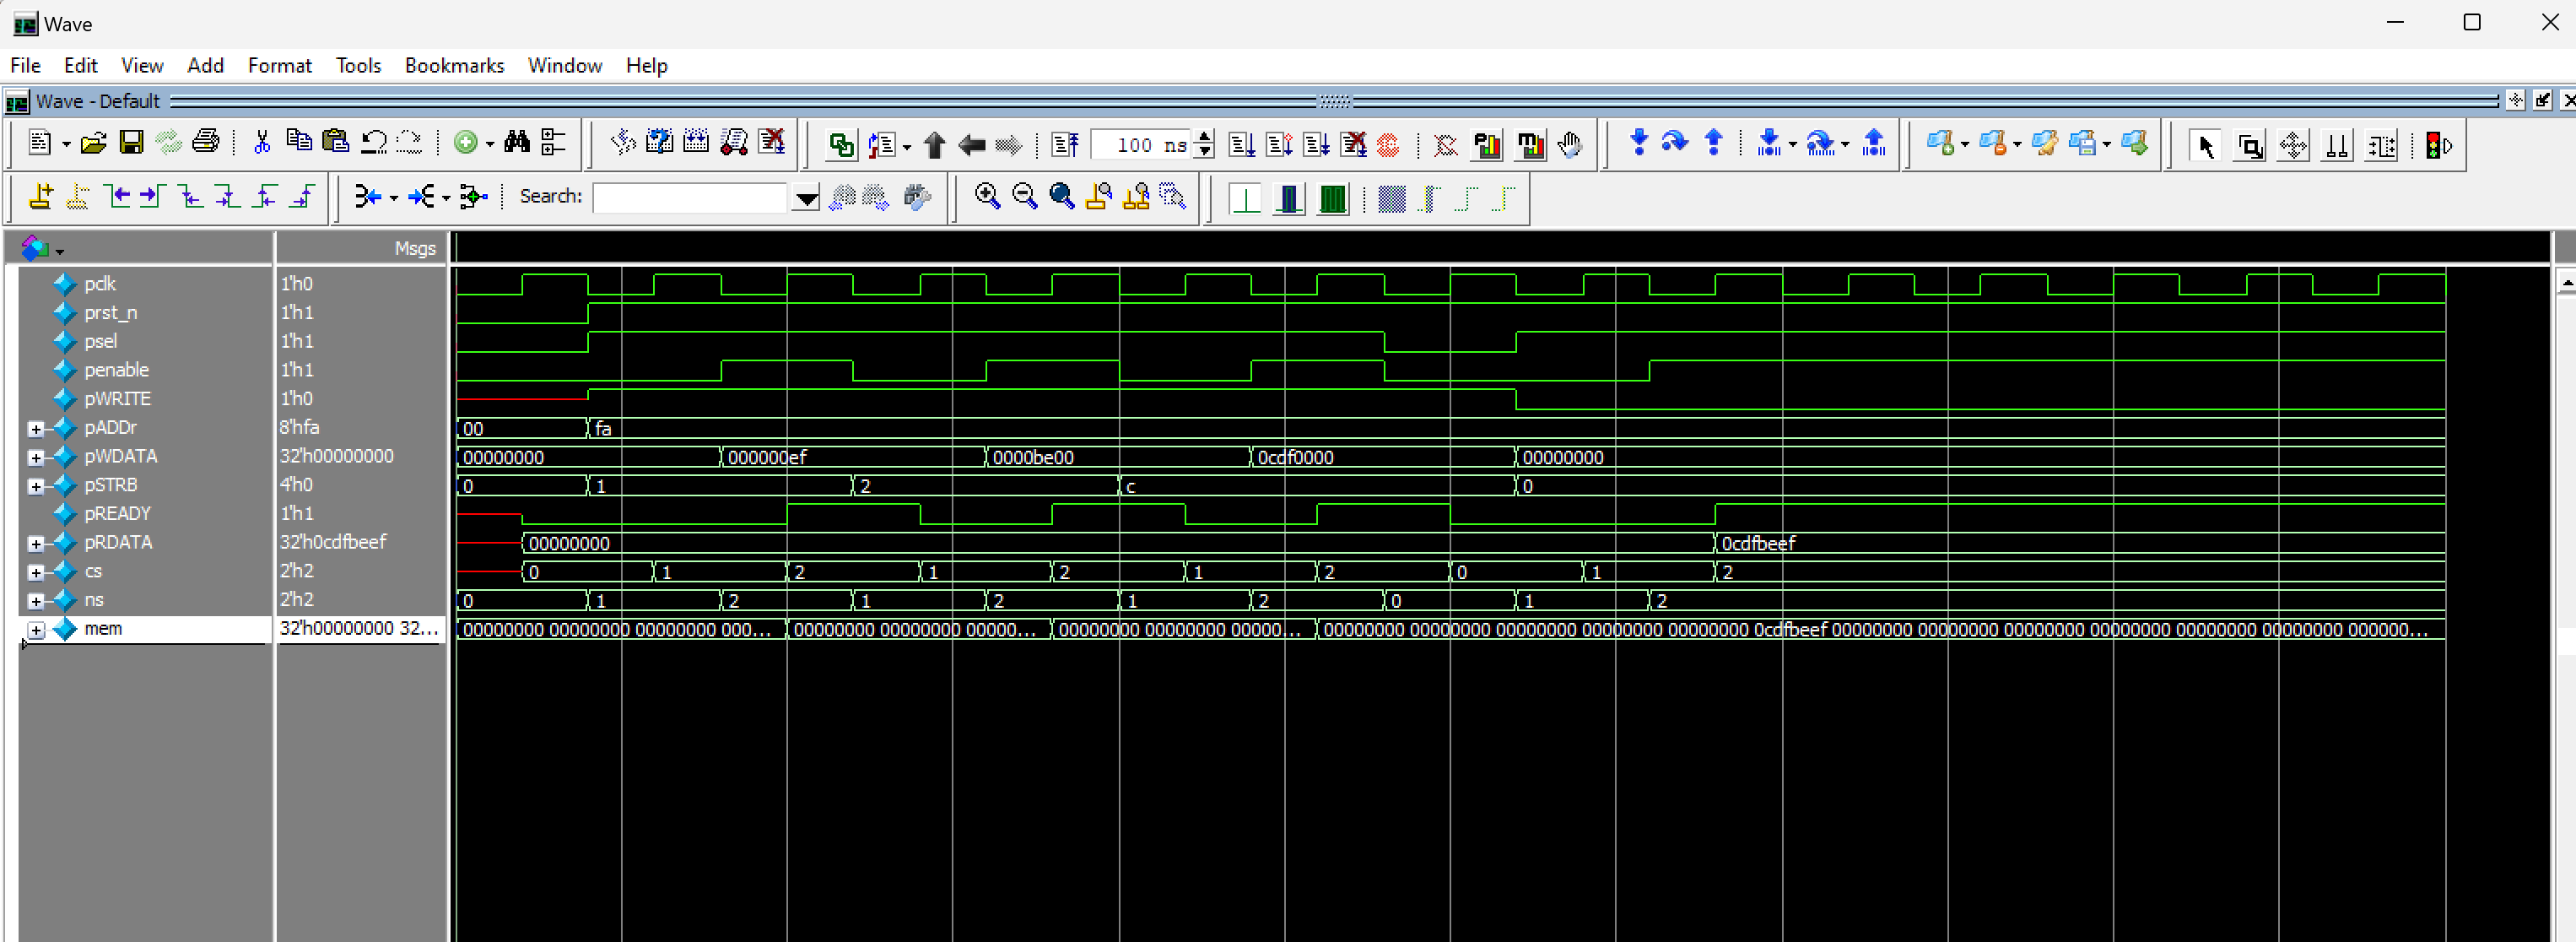 Wave
File Edit View Add Format Tools Bookmarks Window Help
Wave - Default
100 ns
Search:
Msgs
pclk 1'h0
prst_n 1'h1
psel 1'h1
penable 1'h1
pWRITE 1'h0
pADDr 8'hfa 00 fa
pWDATA 32'h00000000 00000000 000000ef 0000be00 0cdf0000 00000000
pSTRB 4'h0 0 1 2 c 0
pREADY 1'h1
pRDATA 32'h0cdfbeef 00000000 0cdfbeef
cs 2'h2 0 1 2 1 2 1 2 0 1 2
ns 2'h2 0 1 2 1 2 1 2 0 1 2
mem 32'h00000000 32... 00000000 00000000 00000000 000... 00000000 00000000 00000... 00000000 00000000 00000... 00000000 00000000 00000000 00000000 00000000 0cdfbeef 00000000 00000000 00000000 00000000 00000000 00000000 000000...